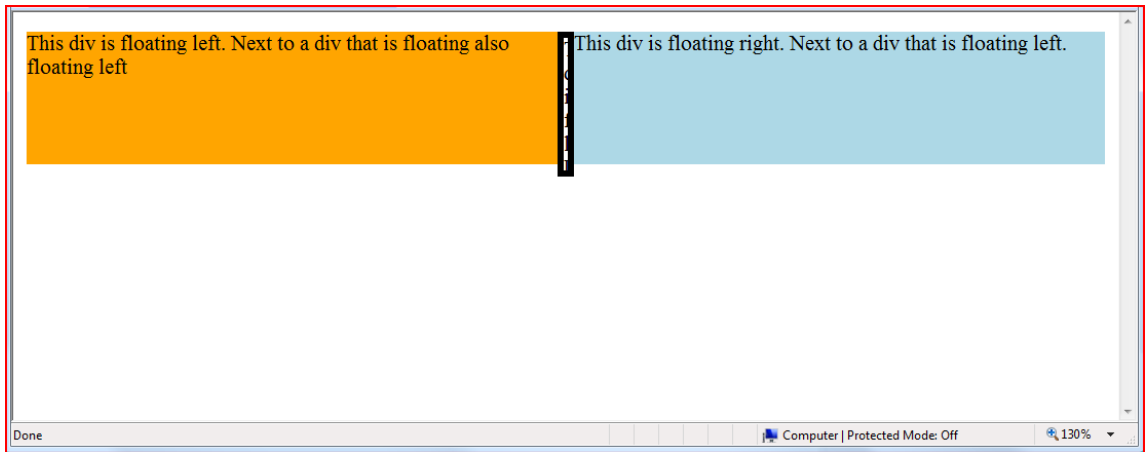 This div is floating left. Next to a div that is floating also
floating left
This div is floating right. Next to a div that is floating left.
Done
Computer | Protected Mode: Off
130%